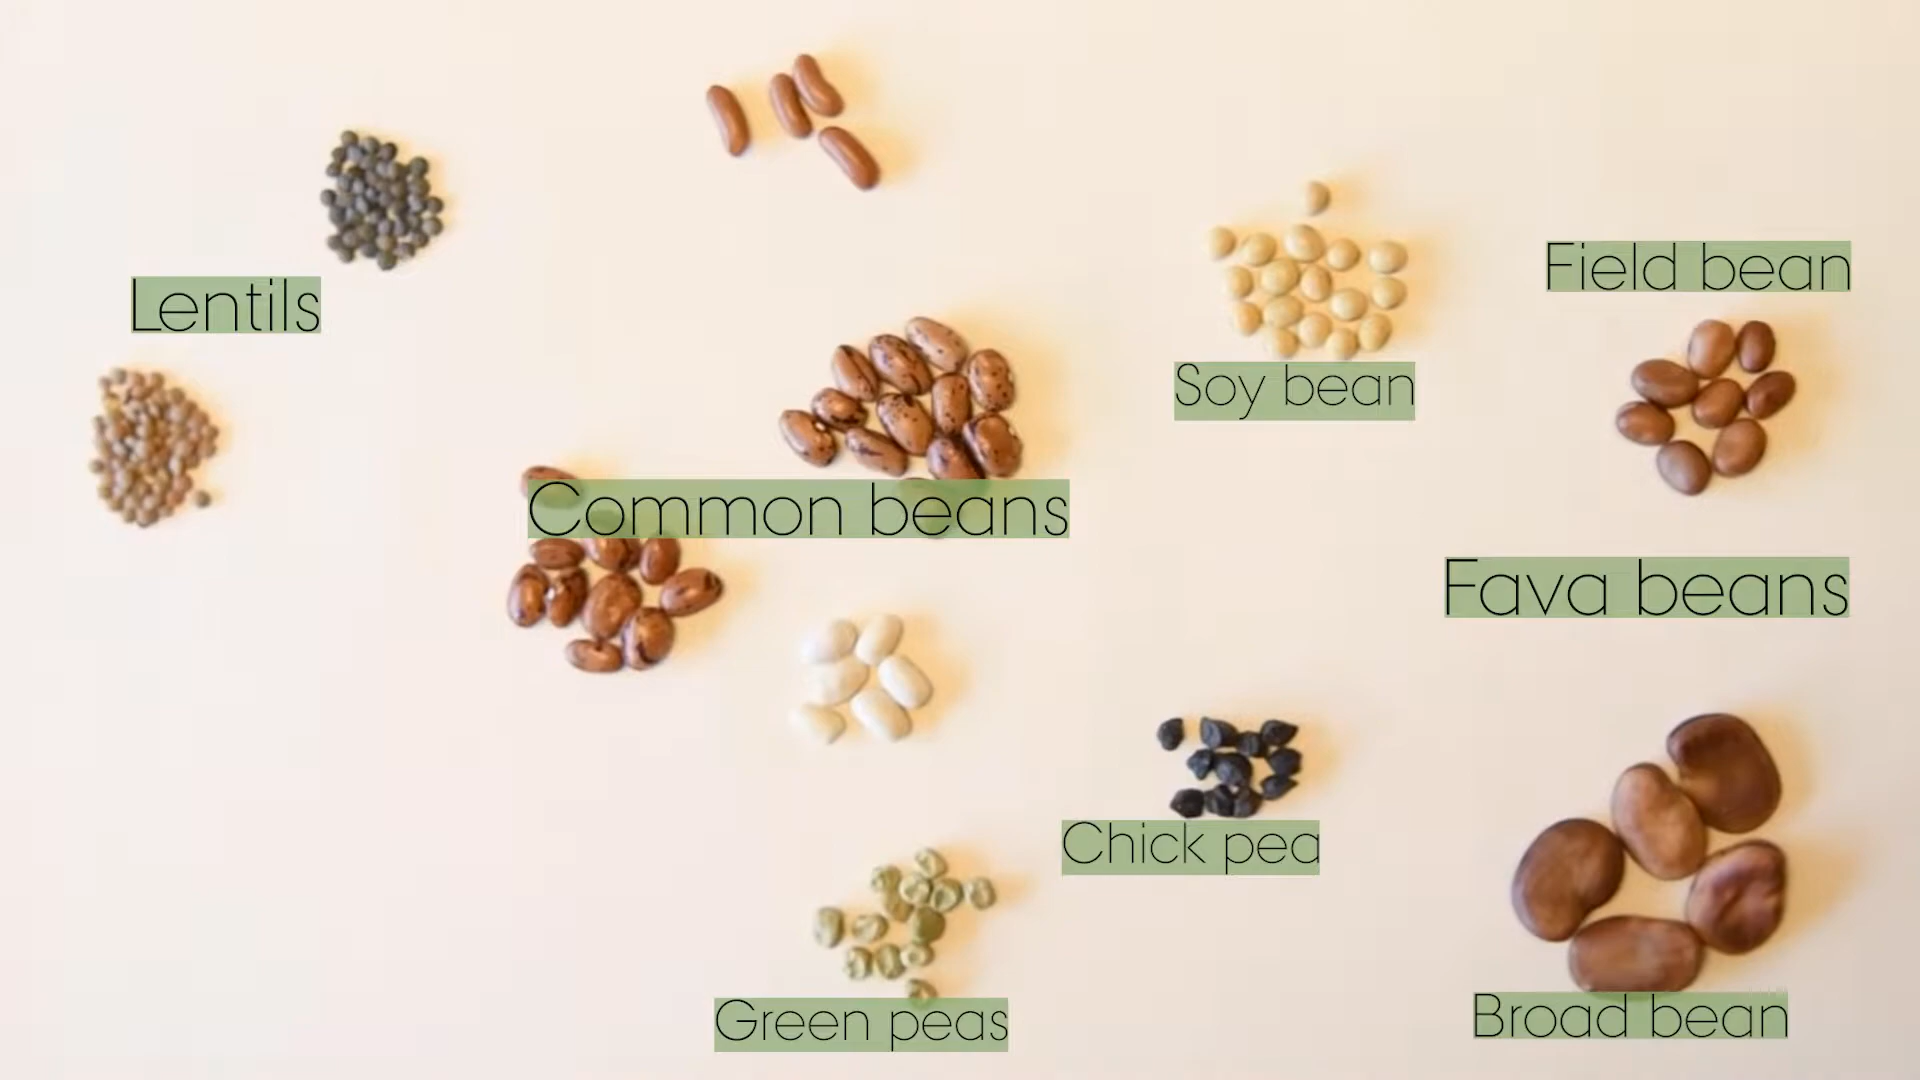 Field bean
Lentils
Soy bean
Common beans
Fava beans
Chick pea
Green peas
Broad bean